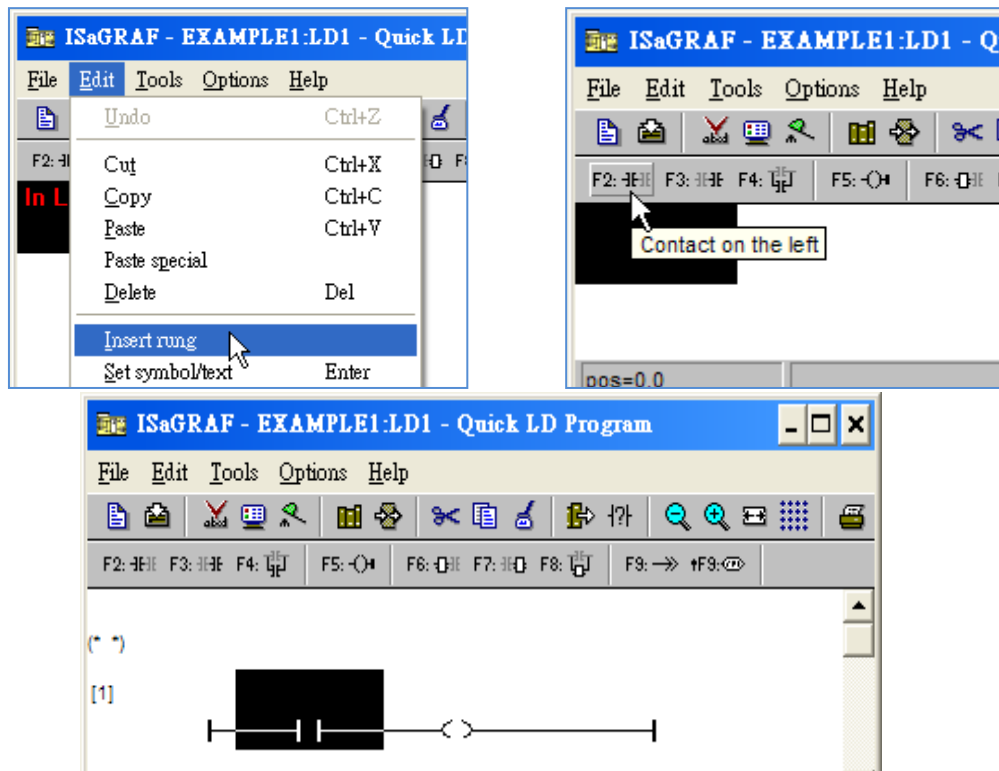 ISaGRAF - EXAMPLE1:LD1 - Quick LD
File Edit Tools Options Help
Undo Ctrl+Z
F2:
Cut Ctrl+X
In L
Copy Ctrl+C
Paste Ctrl+V
Paste special
Delete Del
Insert rung
Set symbol/text Enter
ISaGRAF - EXAMPLE1:LD1 - Q
File Edit Tools Options Help
F2: F3: F4: F5: F6:
Contact on the left
pos=0,0
ISaGRAF - EXAMPLE1:LD1 - Quick LD Program
File Edit Tools Options Help
F2: F3: F4: F5: F6: F7: F8: F9: ↑F9:
(* *)
[1]